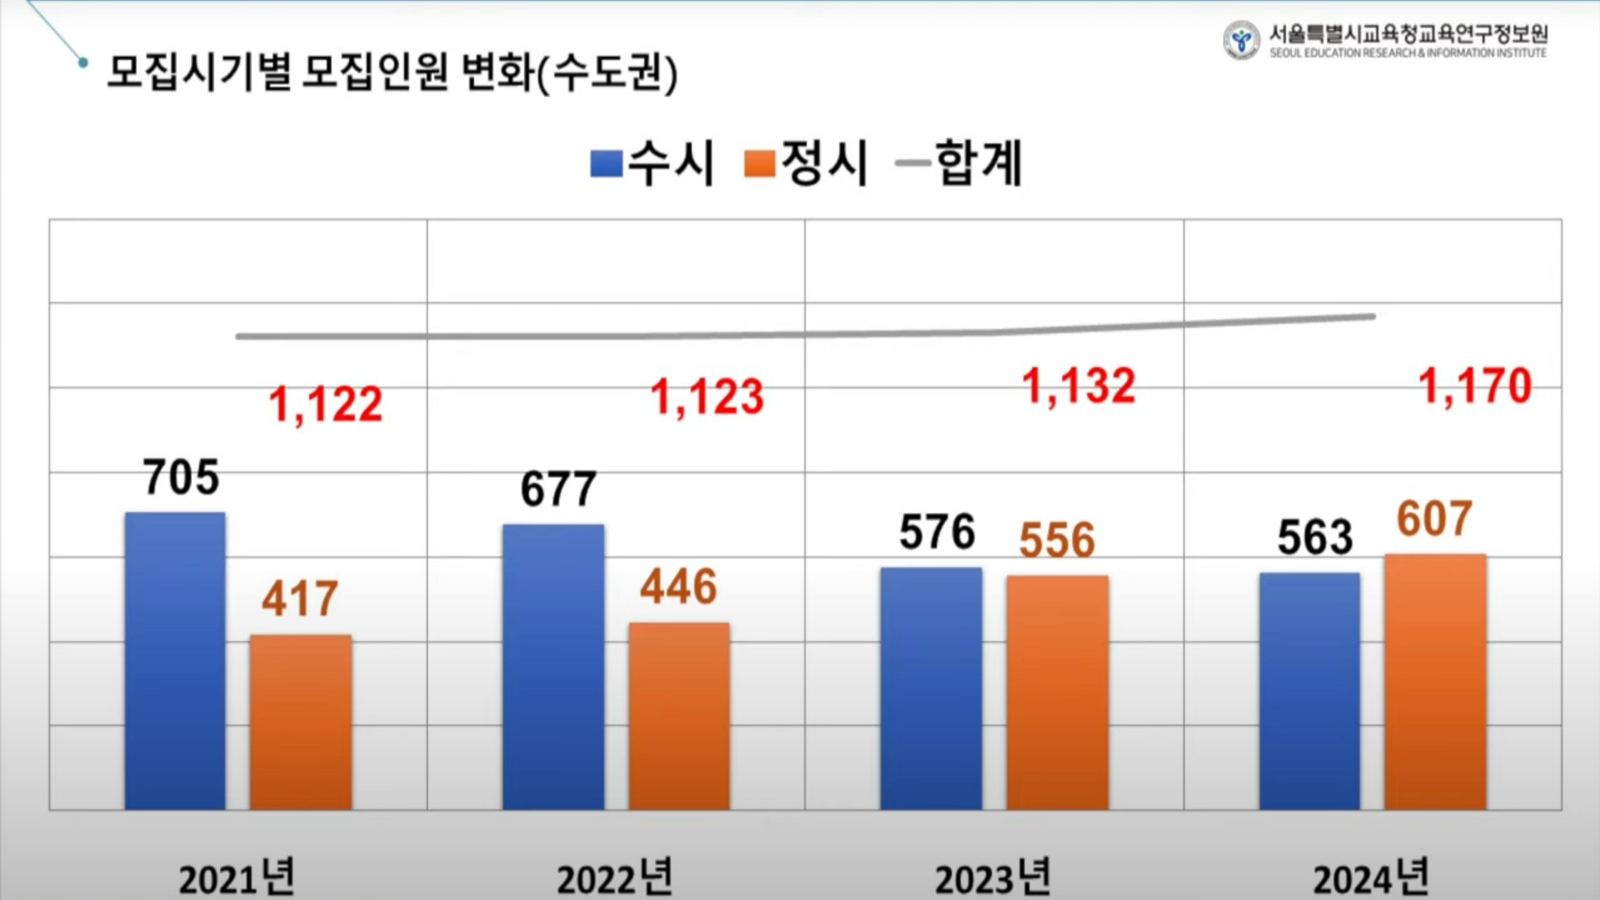 서울특별시교육청교육연구정보원
SEOUL EDUCATION RESEARCH & INFORMATION INSTITUTE
모집시기별 모집인원 변화(수도권)
수시 정시 합계
1,122 1,123 1,132 1,170
705 417 677 446 576 556 563 607
2021년 2022년 2023년 2024년